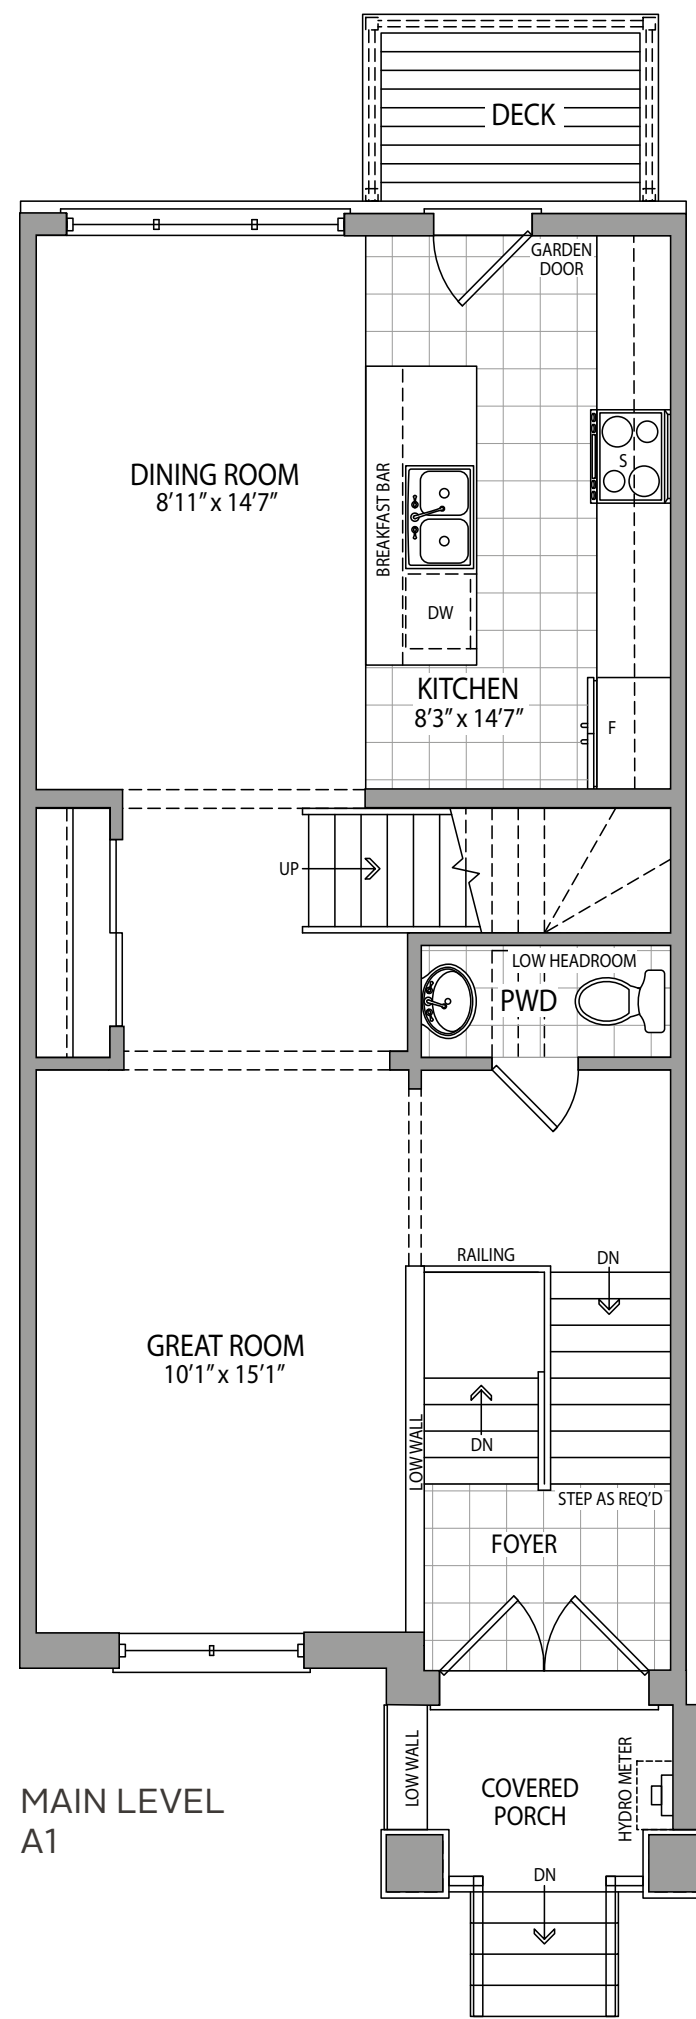 DECK
GARDEN
DOOR
DINING ROOM
8'11" x 14'7"
BREAKFAST BAR
S
DW
KITCHEN
8'3" x 14'7"
F
UP
LOW HEADROOM
PWD
RAILING
DN
GREAT ROOM
10'1" x 15'1"
LOW WALL
DN
STEP AS REQ'D
FOYER
LOW WALL
COVERED
PORCH
HYDRO METER
MAIN LEVEL
A1
DN